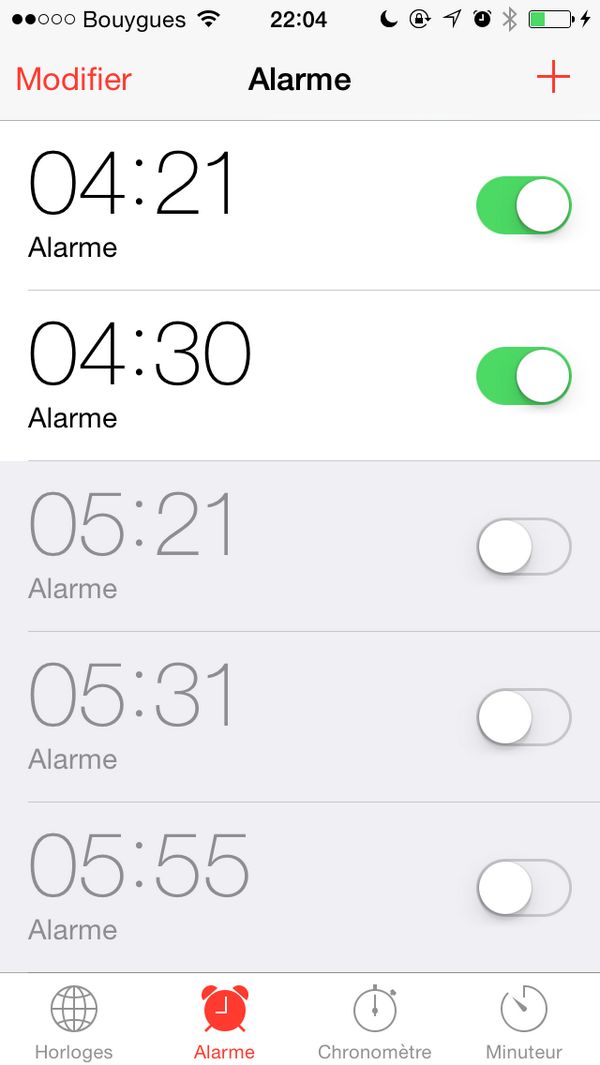 Bouygues 22:04
Modifier Alarme +
04:21
Alarme
04:30
Alarme
05:21
Alarme
05:31
Alarme
05:55
Alarme
Horloges Alarme Chronomètre Minuteur